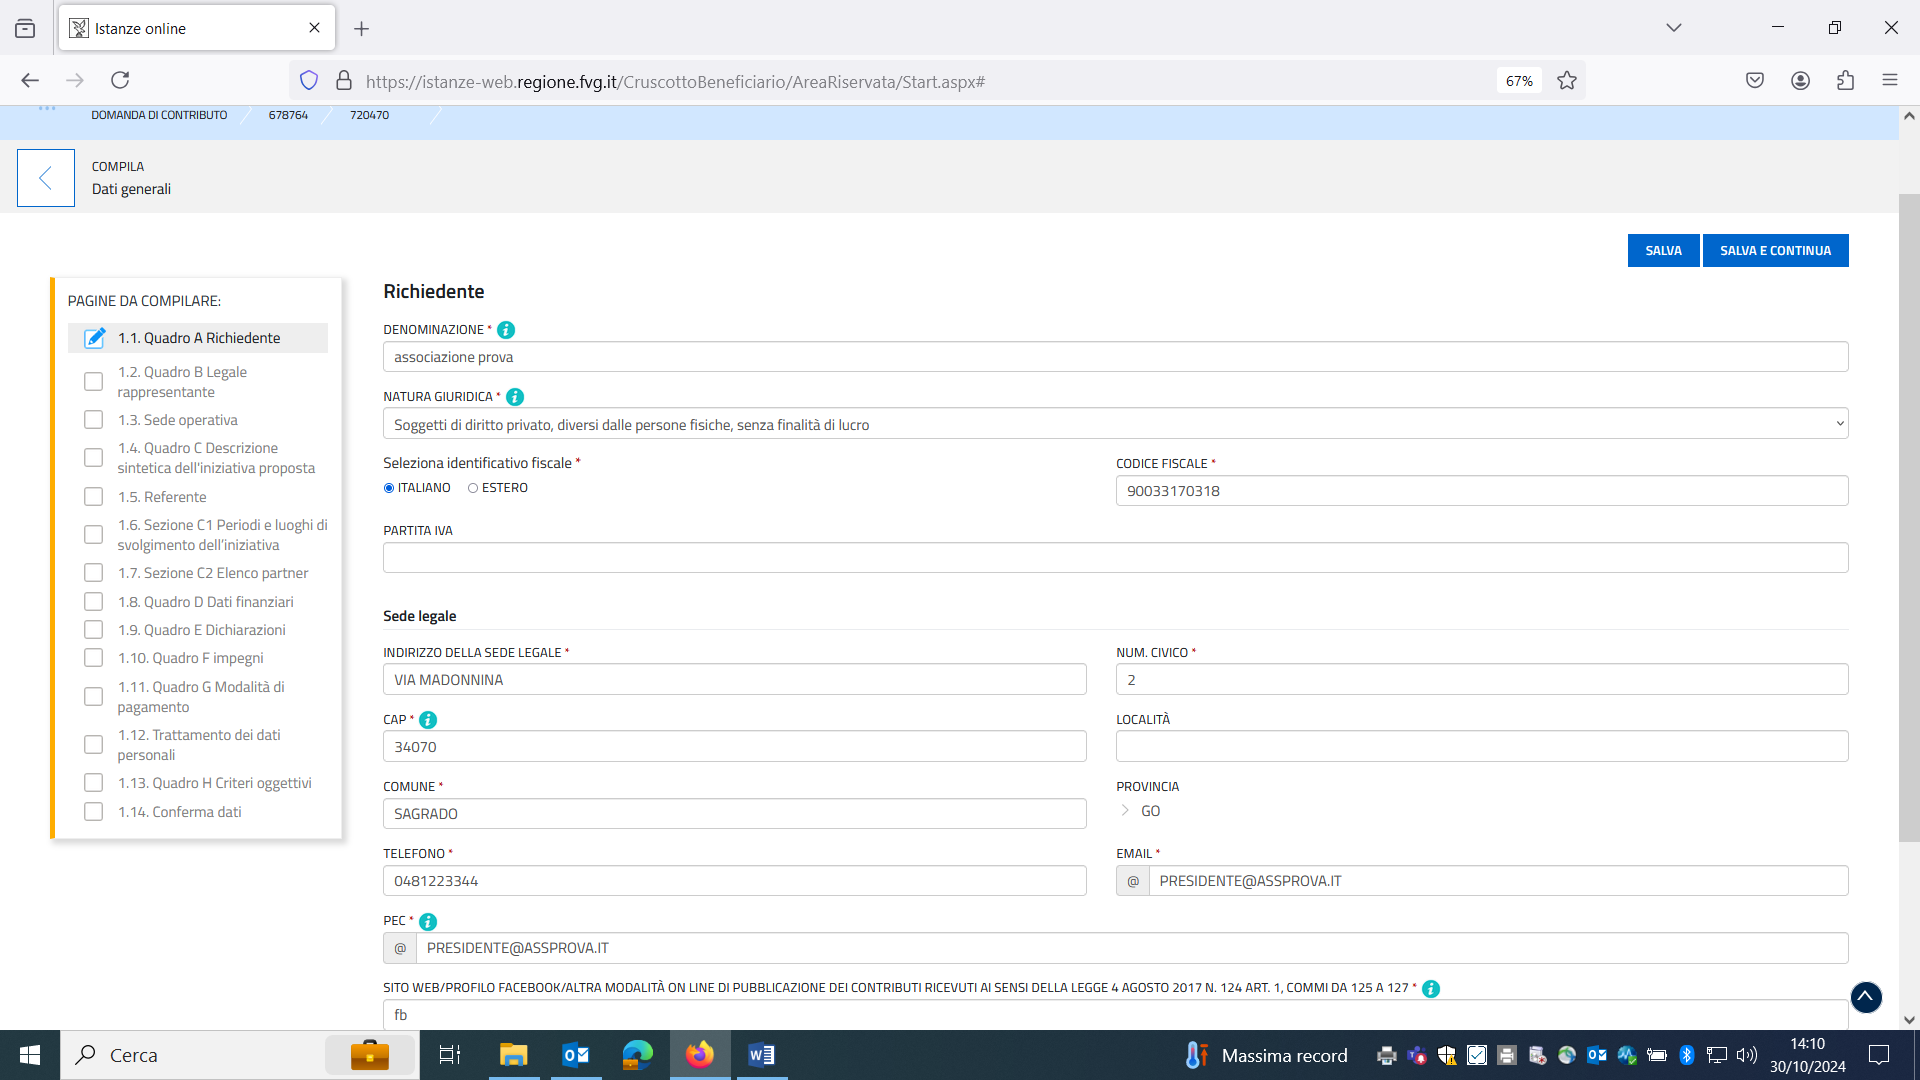 Istanze online
https://istanze-web.regione.fvg.it/CruscottoBeneficiario/AreaRiservata/Start.aspx#
67%
DOMANDA DI CONTRIBUTO
678764
720470
COMPILA
Dati generali
SALVA
SALVA E CONTINUA
PAGINE DA COMPILARE:
1.1. Quadro A Richiedente
1.2. Quadro B Legale
rappresentante
1.3. Sede operativa
1.4. Quadro C Descrizione
sintetica dell'iniziativa proposta
1.5. Referente
1.6. Sezione C1 Periodi e luoghi di
svolgimento dell'iniziativa
1.7. Sezione C2 Elenco partner
1.8. Quadro D Dati finanziari
1.9. Quadro E Dichiarazioni
1.10. Quadro F impegni
1.11. Quadro G Modalità di
pagamento
1.12. Trattamento dei dati
personali
1.13. Quadro H Criteri oggettivi
1.14. Conferma dati
Richiedente
DENOMINAZIONE *
associazione prova
NATURA GIURIDICA *
Soggetti di diritto privato, diversi dalle persone fisiche, senza finalità di lucro
Seleziona identificativo fiscale *
ITALIANO
ESTERO
CODICE FISCALE *
90033170318
PARTITA IVA
Sede legale
INDIRIZZO DELLA SEDE LEGALE *
VIA MADONNINA
NUM. CIVICO *
2
CAP *
34070
LOCALITÀ
COMUNE *
SAGRADO
PROVINCIA
GO
TELEFONO *
0481223344
EMAIL *
@ PRESIDENTE@ASSPROVA.IT
PEC *
@ PRESIDENTE@ASSPROVA.IT
SITO WEB/PROFILO FACEBOOK/ALTRA MODALITÀ ON LINE DI PUBBLICAZIONE DEI CONTRIBUTI RICEVUTI AI SENSI DELLA LEGGE 4 AGOSTO 2017 N. 124 ART. 1, COMMI DA 125 A 127 *
fb
Cerca
Massima record
14:10
30/10/2024